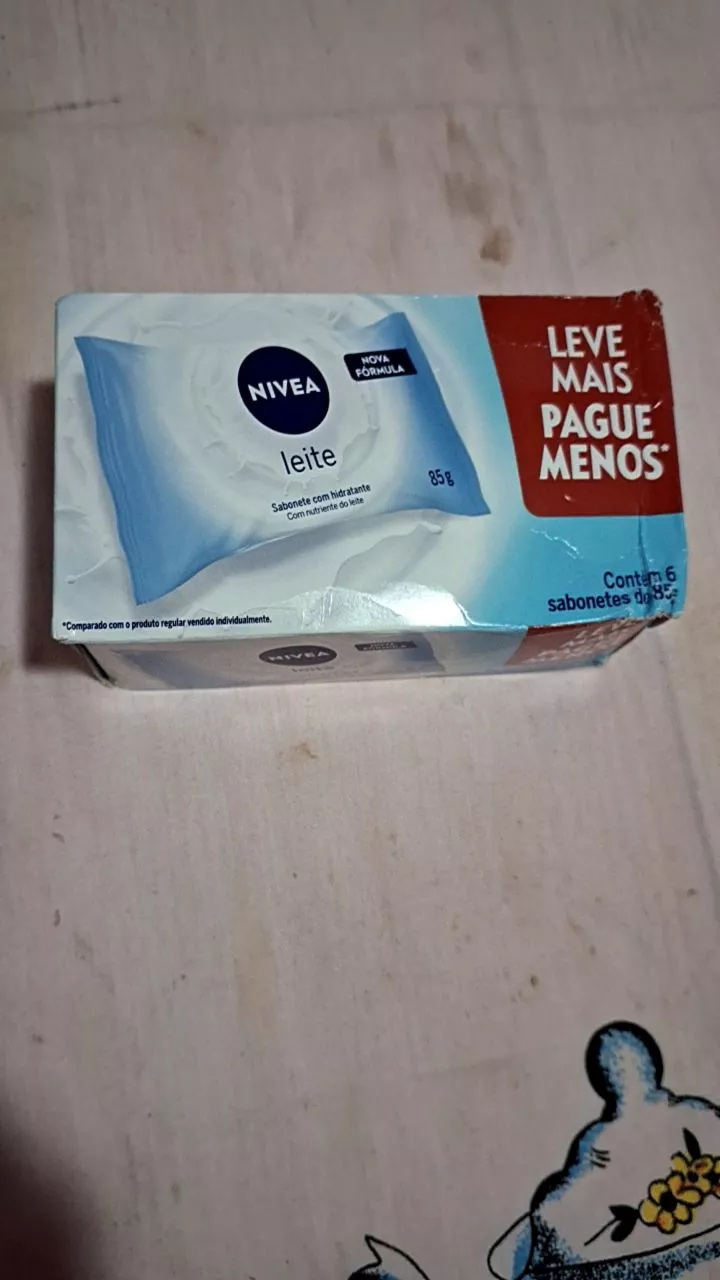 NIVEA
NOVA
FÓRMULA
leite
85g
Sabonete com hidratante
Com nutriente do leite
LEVE
MAIS
PAGUE
MENOS*
Contém 6
sabonetes de 85g
*Comparado com o produto regular vendido individualmente.
NIVEA
leite